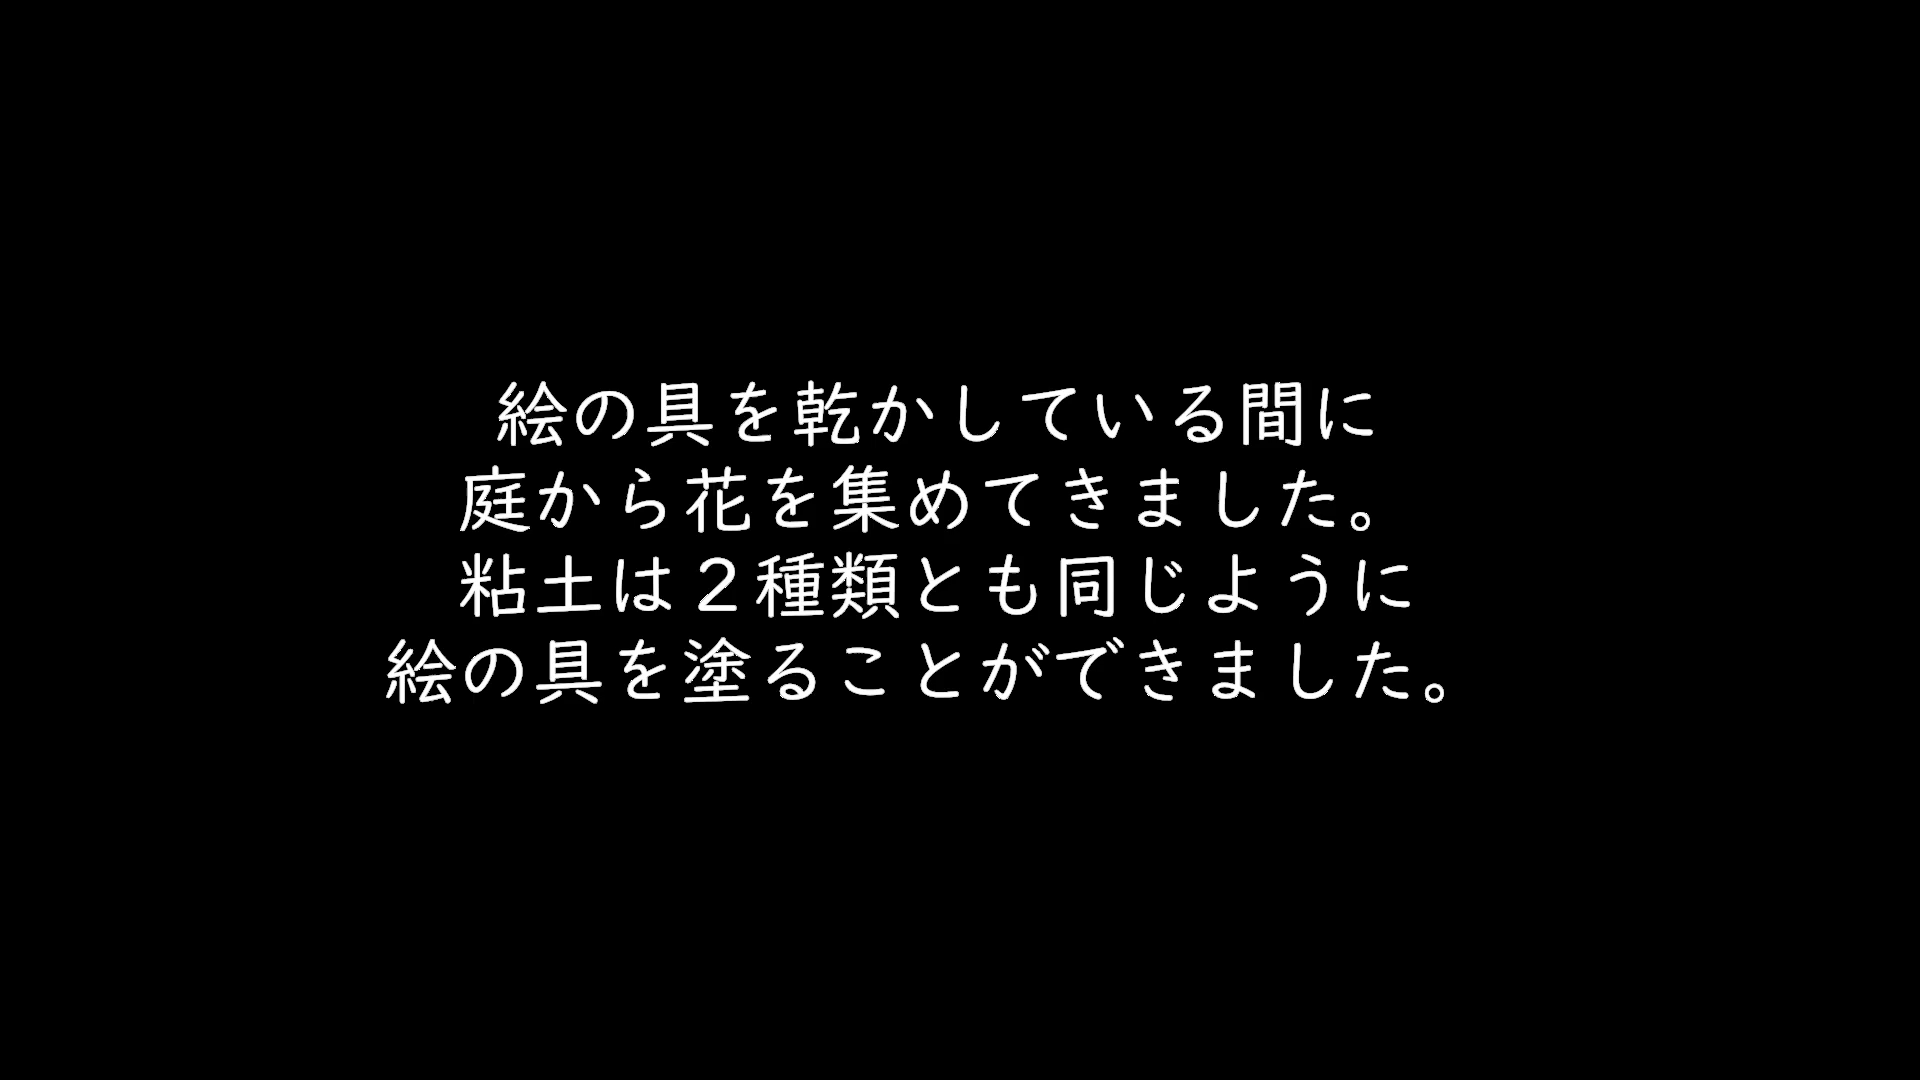 絵の具を乾かしている間に
庭から花を集めてきました。
粘土は２種類とも同じように
絵の具を塗ることができました。